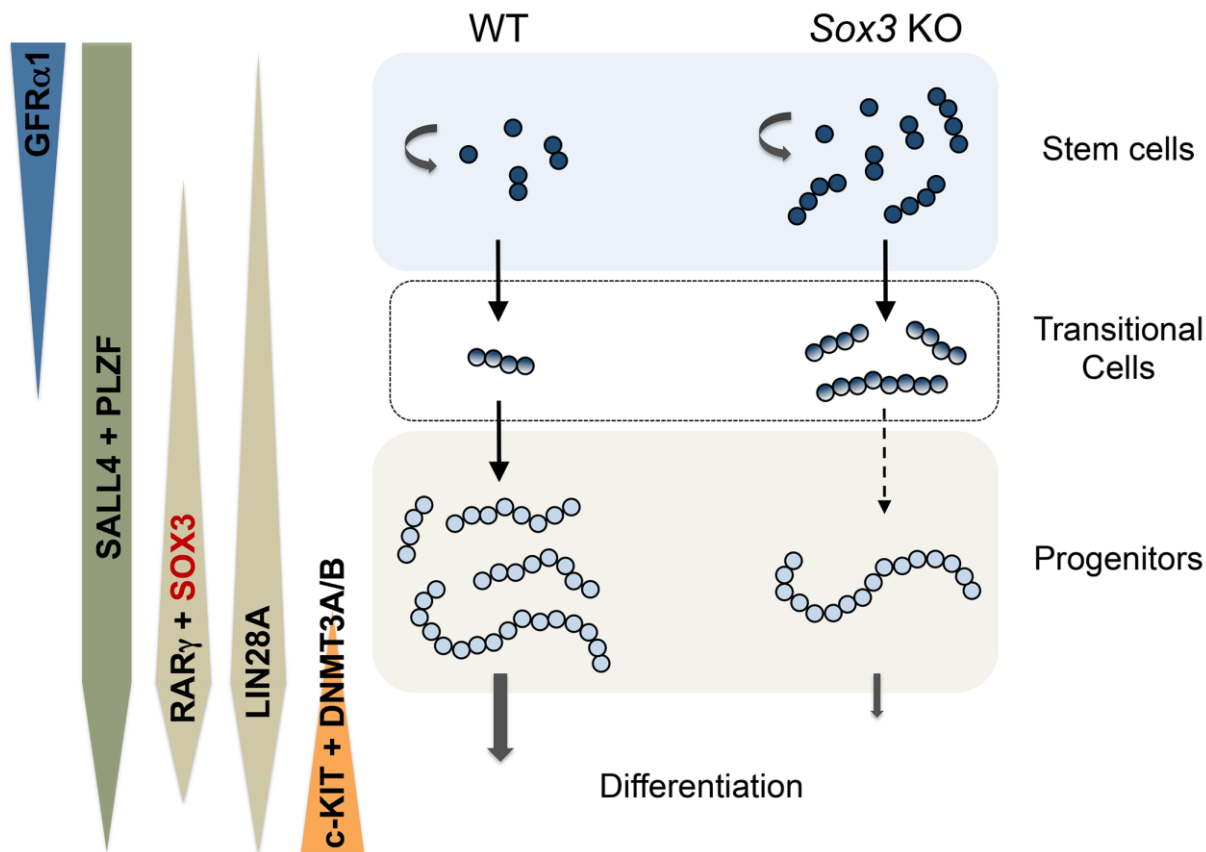 WT
Sox3 KO
GFRα1
SALL4 + PLZF
RARγ + SOX3
LIN28A
c-KIT + DNMT3A/B
Stem cells
Transitional
Cells
Progenitors
Differentiation